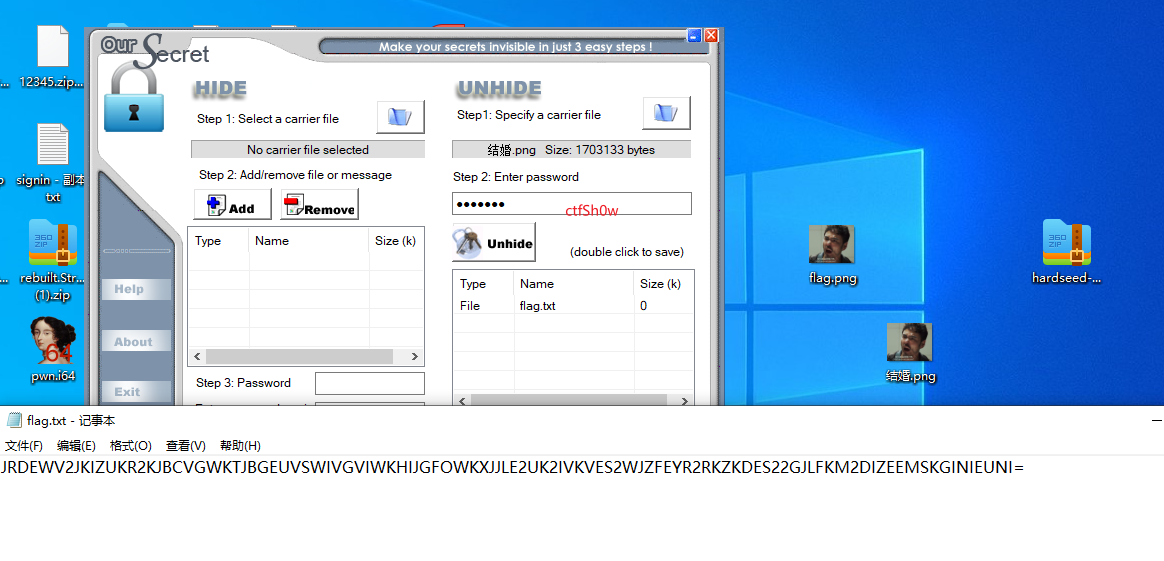 Our Secret
Make your secrets invisible in just 3 easy steps !
12345.zip...
signin - 副本
txt
360
ZIP
rebuilt.Str...
(1).zip
64
pwn.i64
HIDE
Step 1: Select a carrier file
No carrier file selected
Step 2: Add/remove file or message
Add
Remove
Type Name Size (k)
Step 3: Password
Help
About
Exit
UNHIDE
Step1: Specify a carrier file
结婚.png Size: 1703133 bytes
Step 2: Enter password
●●●●●●●
ctfSh0w
Unhide
(double click to save)
Type Name Size (k)
File flag.txt 0
flag.png
360
ZIP
hardseed-...
结婚.png
flag.txt - 记事本
文件(F) 编辑(E) 格式(O) 查看(V) 帮助(H)
JRDEWV2JKIZUKR2KJBCVGWKTJBGEUVSWIVGVIWKHIJGFOWKXJJLE2UK2IVKVES2WJZFEYR2RKZKDES22GJLFKM2DIZEEMSKGINIEUNI=